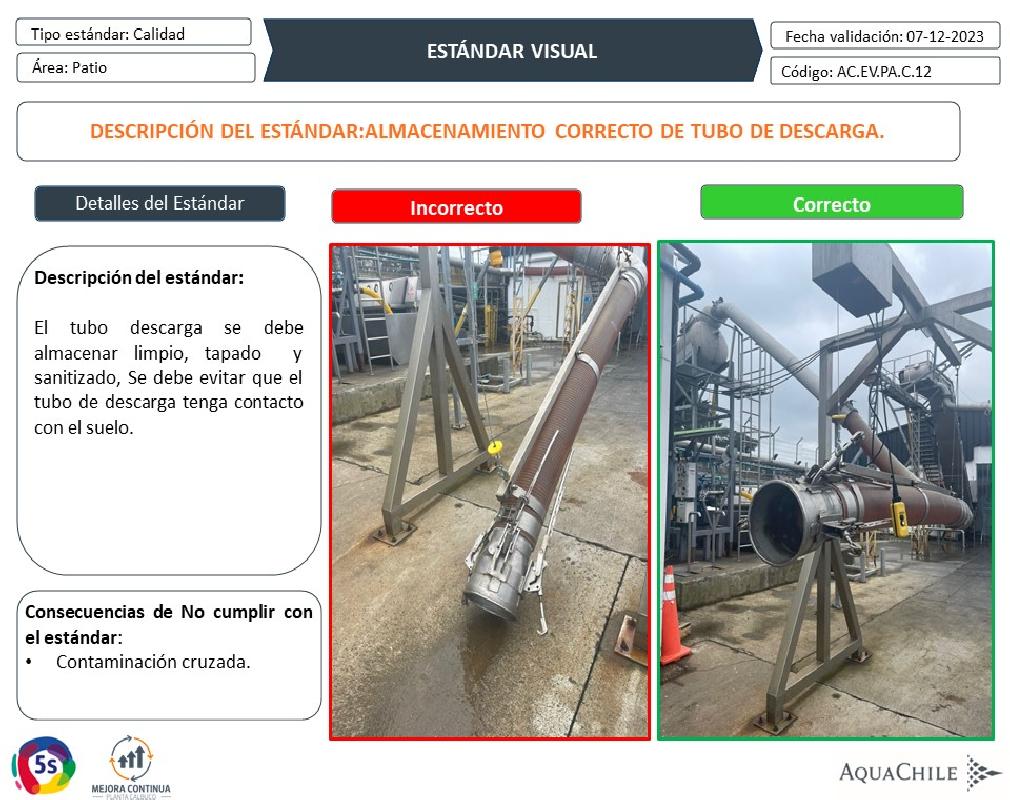 Tipo estándar: Calidad
Área: Patio
ESTÁNDAR VISUAL
Fecha validación: 07-12-2023
Código: AC.EV.PA.C.12
DESCRIPCIÓN DEL ESTÁNDAR:ALMACENAMIENTO CORRECTO DE TUBO DE DESCARGA.
Detalles del Estándar
Incorrecto
Correcto
Descripción del estándar:
El tubo descarga se debe
almacenar limpio, tapado y
sanitizado, Se debe evitar que el
tubo de descarga tenga contacto
con el suelo.
Consecuencias de No cumplir con
el estándar:
• Contaminación cruzada.
5s
MEJORA CONTINUA
PLANTA CALBUCO
AQUACHILE